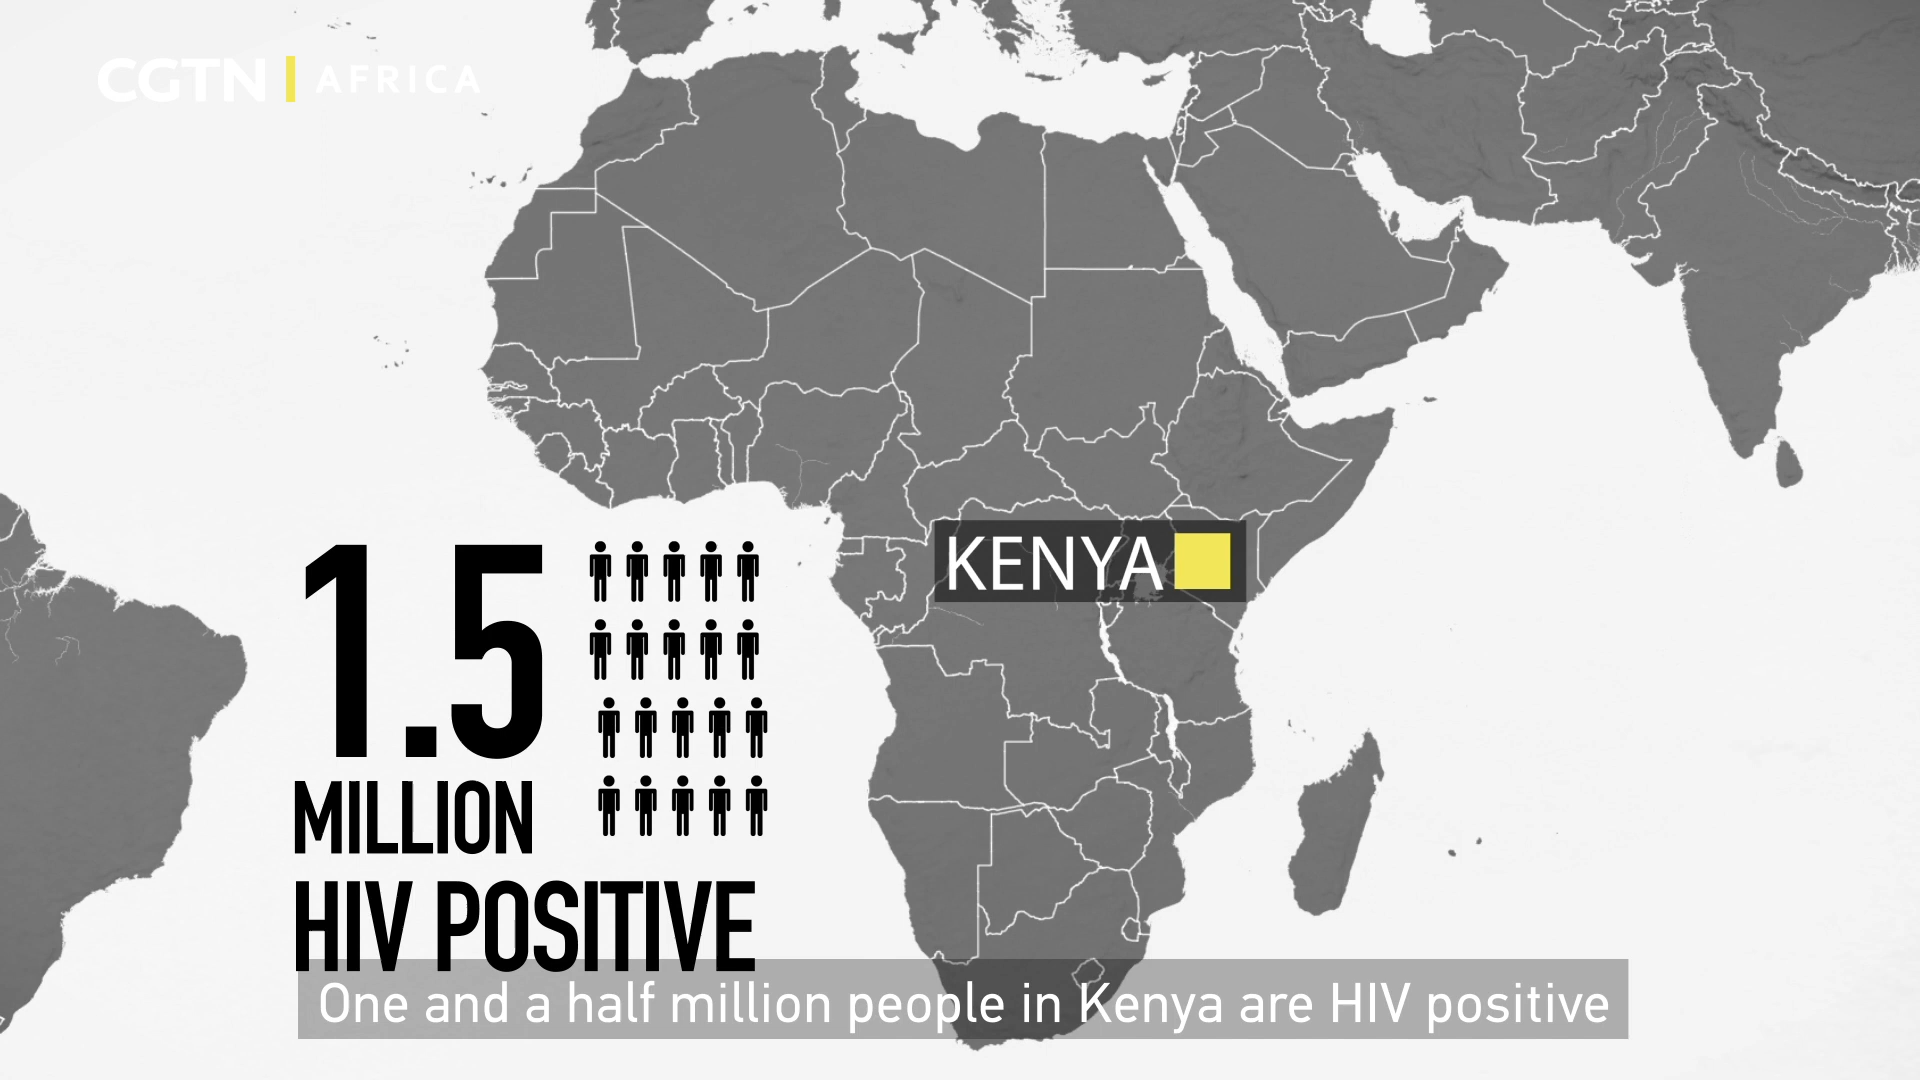 CGTN AFRICA
KENYA
1.5
MILLION
HIV POSITIVE
One and a half million people in Kenya are HIV positive